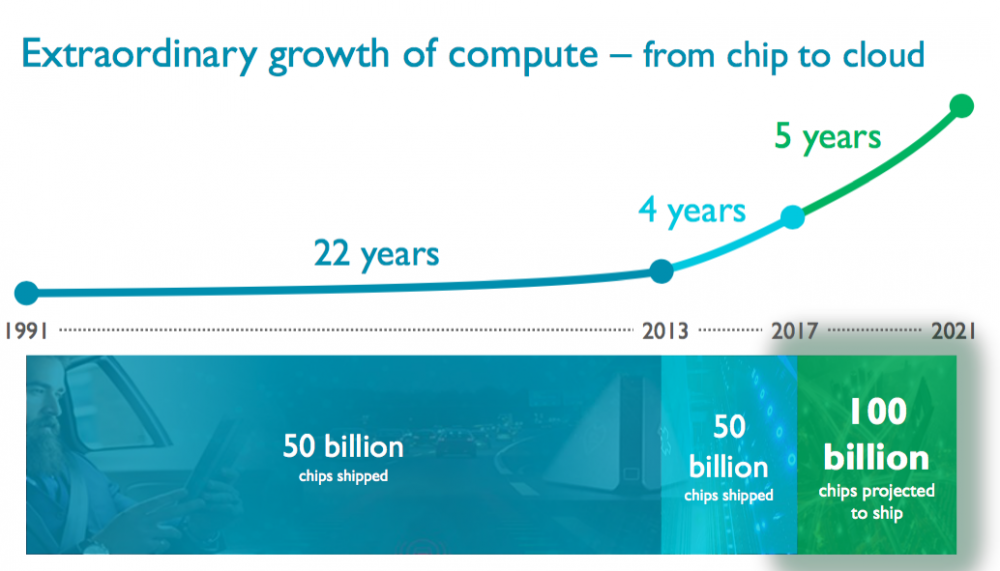 Extraordinary growth of compute – from chip to cloud
5 years
4 years
22 years
1991
2013
2017
2021
50 billion
chips shipped
50
billion
chips shipped
100
billion
chips projected
to ship